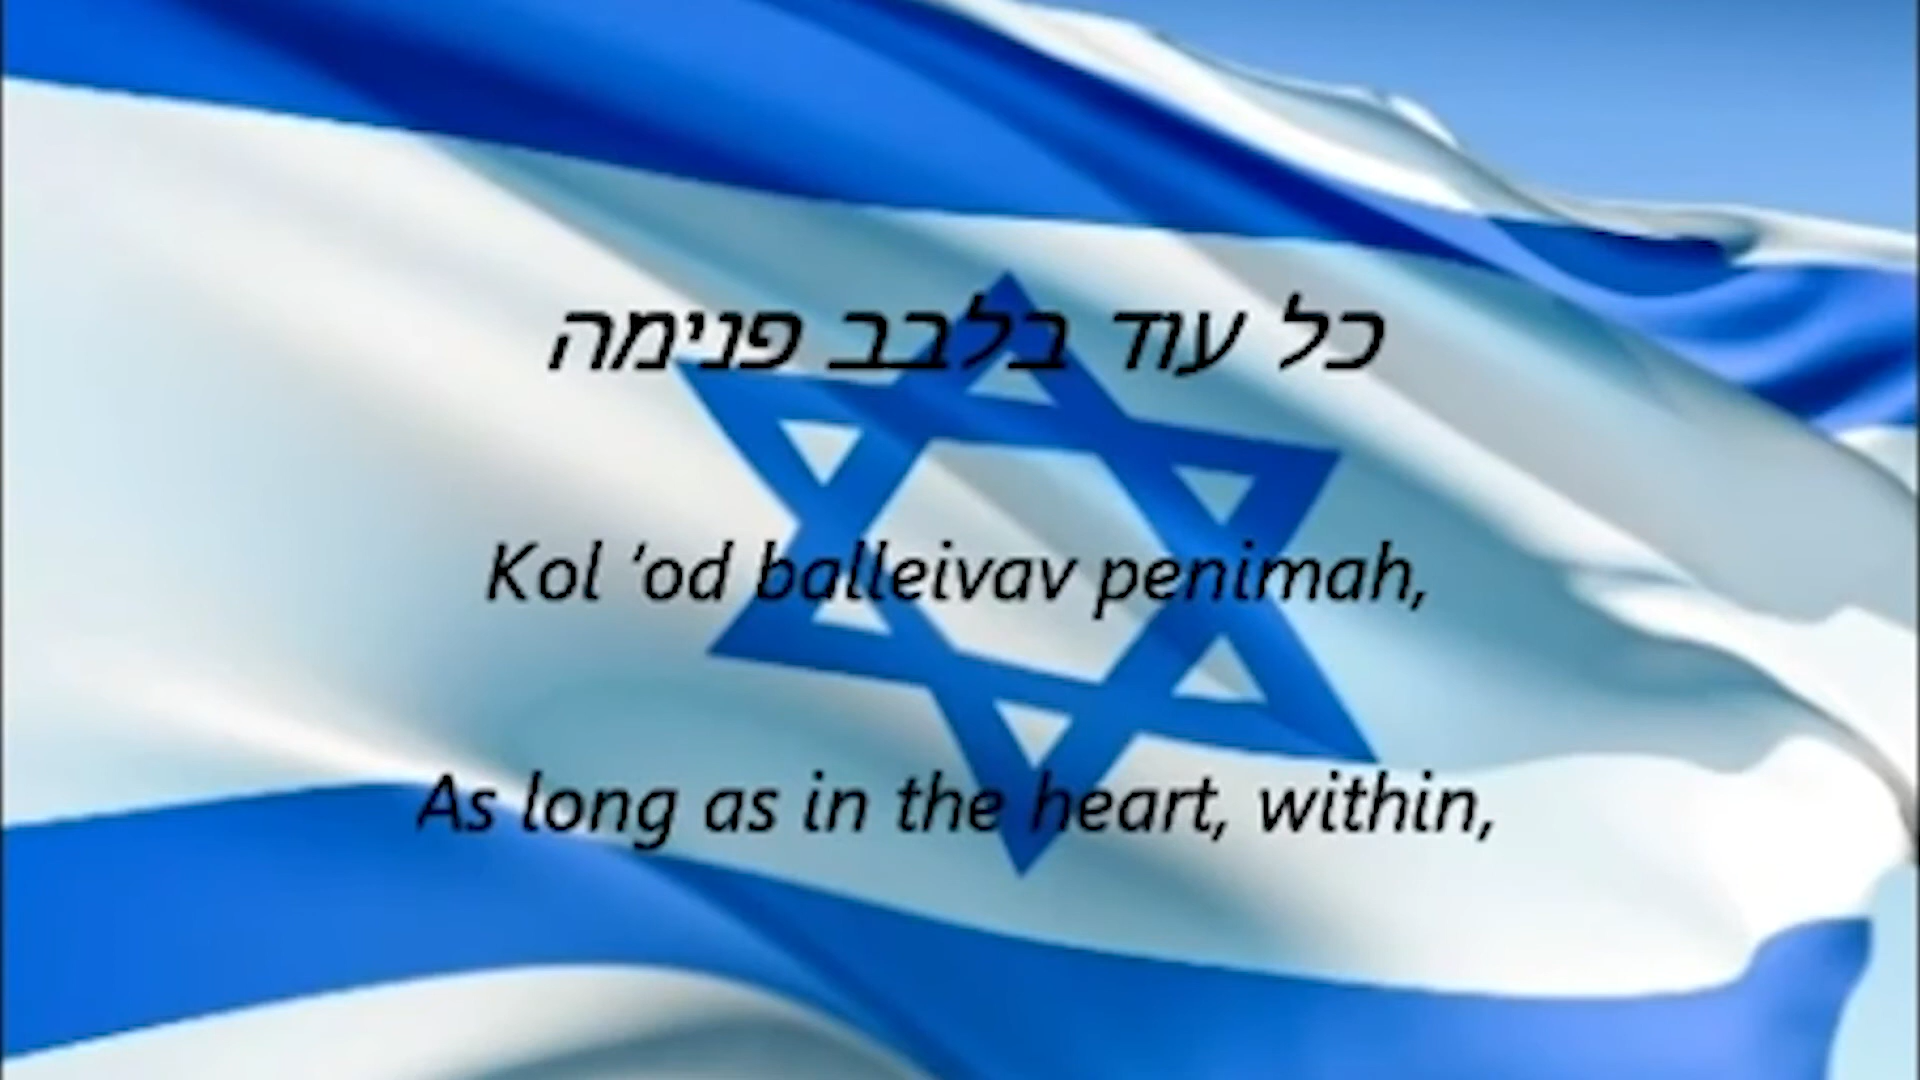 כל עוד בלבב פנימה
Kol ‘od balleivav penimah,
As long as in the heart, within,